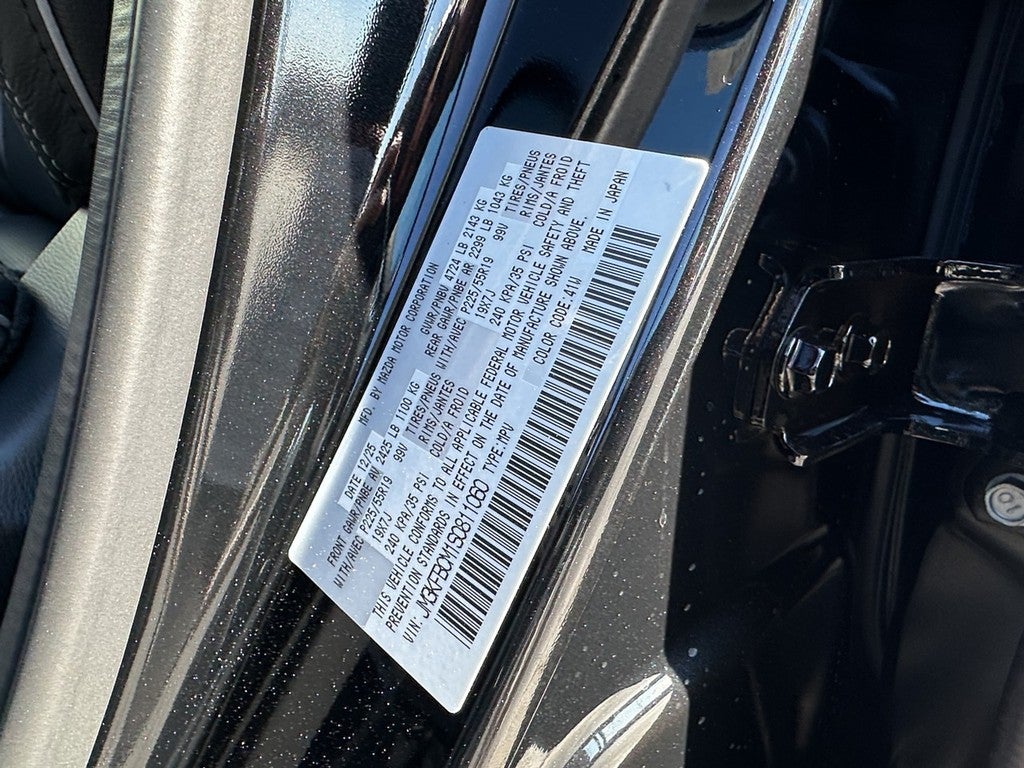 MFD. BY MAZDA MOTOR CORPORATION
DATE 12/25 GVWR/PNBV 4724 LB 2143 KG
FRONT GAWR/PNBE AV 2425 LB 1100 KG REAR GAWR/PNBE AR 2299 LB 1043 KG
WITH/AVEC P225/55R19 99V TIRES/PNEUS WITH/AVEC P225/55R19 99V TIRES/PNEUS
19X7J RIMS/JANTES 19X7J RIMS/JANTES
240 KPA/35 PSI COLD/A FROID 240 KPA/35 PSI COLD/A FROID
THIS VEHICLE CONFORMS TO ALL APPLICABLE FEDERAL MOTOR VEHICLE SAFETY AND THEFT
PREVENTION STANDARDS IN EFFECT ON THE DATE OF MANUFACTURE SHOWN ABOVE.
VIN: JM3KFBCM1S0811060 TYPE:MPV COLOR CODE:41W MADE IN JAPAN
10